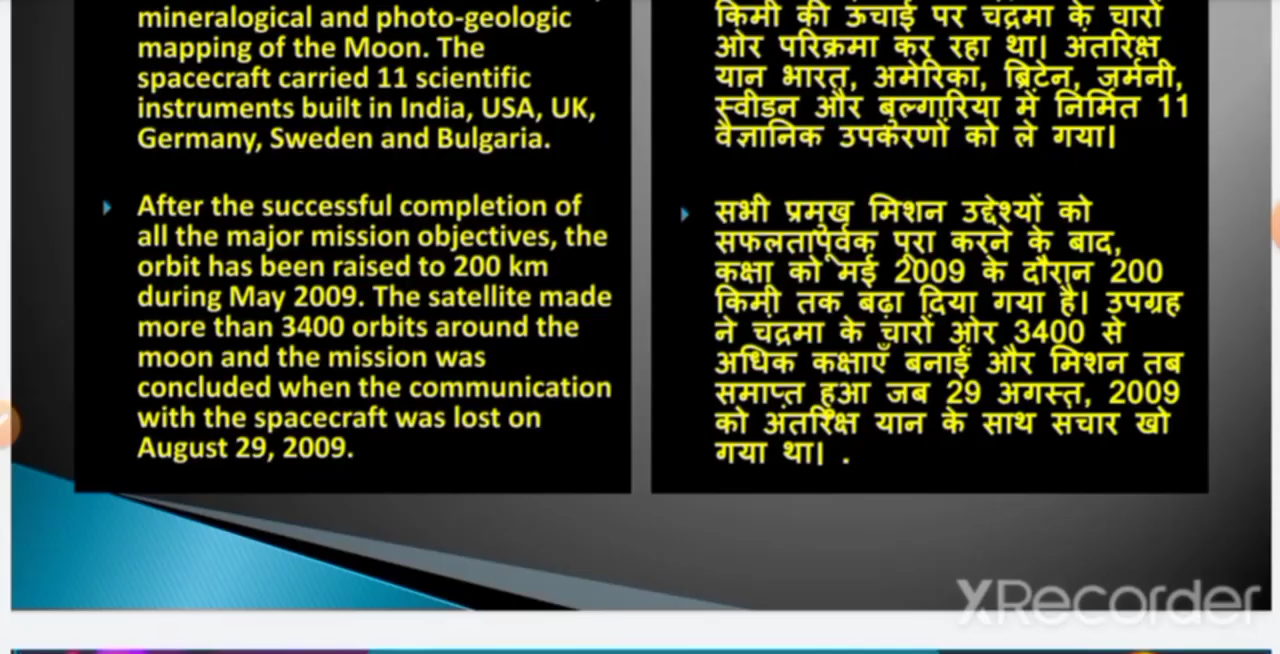 mineralogical and photo-geologic
mapping of the Moon. The
spacecraft carried 11 scientific
instruments built in India, USA, UK,
Germany, Sweden and Bulgaria.
After the successful completion of
all the major mission objectives, the
orbit has been raised to 200 km
during May 2009. The satellite made
more than 3400 orbits around the
moon and the mission was
concluded when the communication
with the spacecraft was lost on
August 29, 2009.
किमी की ऊंचाई पर चंद्रमा के चारों
ओर परिक्रमा कर रहा था। अंतरिक्ष
यान भारत, अमेरिका, ब्रिटेन, जर्मनी,
स्वीडन और बुल्गारिया में निर्मित 11
वैज्ञानिक उपकरणों को ले गया।
सभी प्रमुख मिशन उद्देश्यों को
सफलतापूर्वक पूरा करने के बाद,
कक्षा को मई 2009 के दौरान 200
किमी तक बढ़ा दिया गया है। उपग्रह
ने चंद्रमा के चारों ओर 3400 से
अधिक कक्षाएँ बनाईं और मिशन तब
समाप्त हुआ जब 29 अगस्त, 2009
को अंतरिक्ष यान के साथ संचार खो
गया था। .
XRecorder